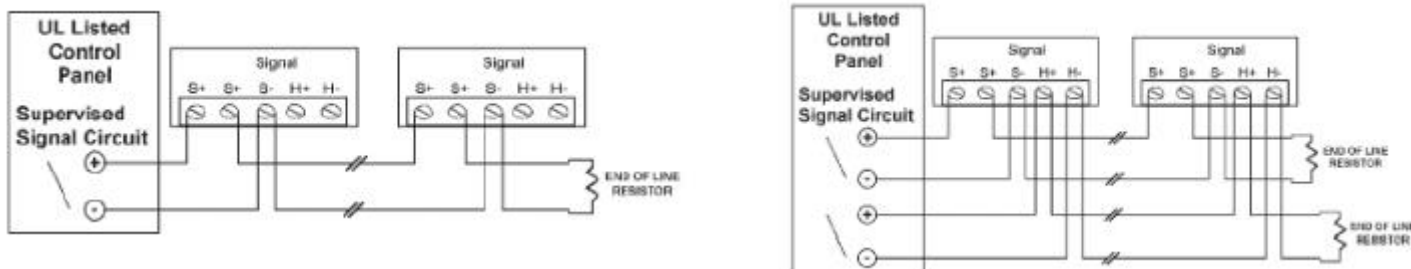 UL Listed
Control
Panel
Supervised
Signal Circuit
+
-
Signal
S+ S+ S- H+ H-
Signal
S+ S+ S- H+ H-
END OF LINE
RESISTOR
UL Listed
Control
Panel
Supervised
Signal Circuit
+
-
+
-
Signal
S+ S+ S- H+ H-
Signal
S+ S+ S- H+ H-
END OF LINE
RESISTOR
END OF LINE
RESISTOR